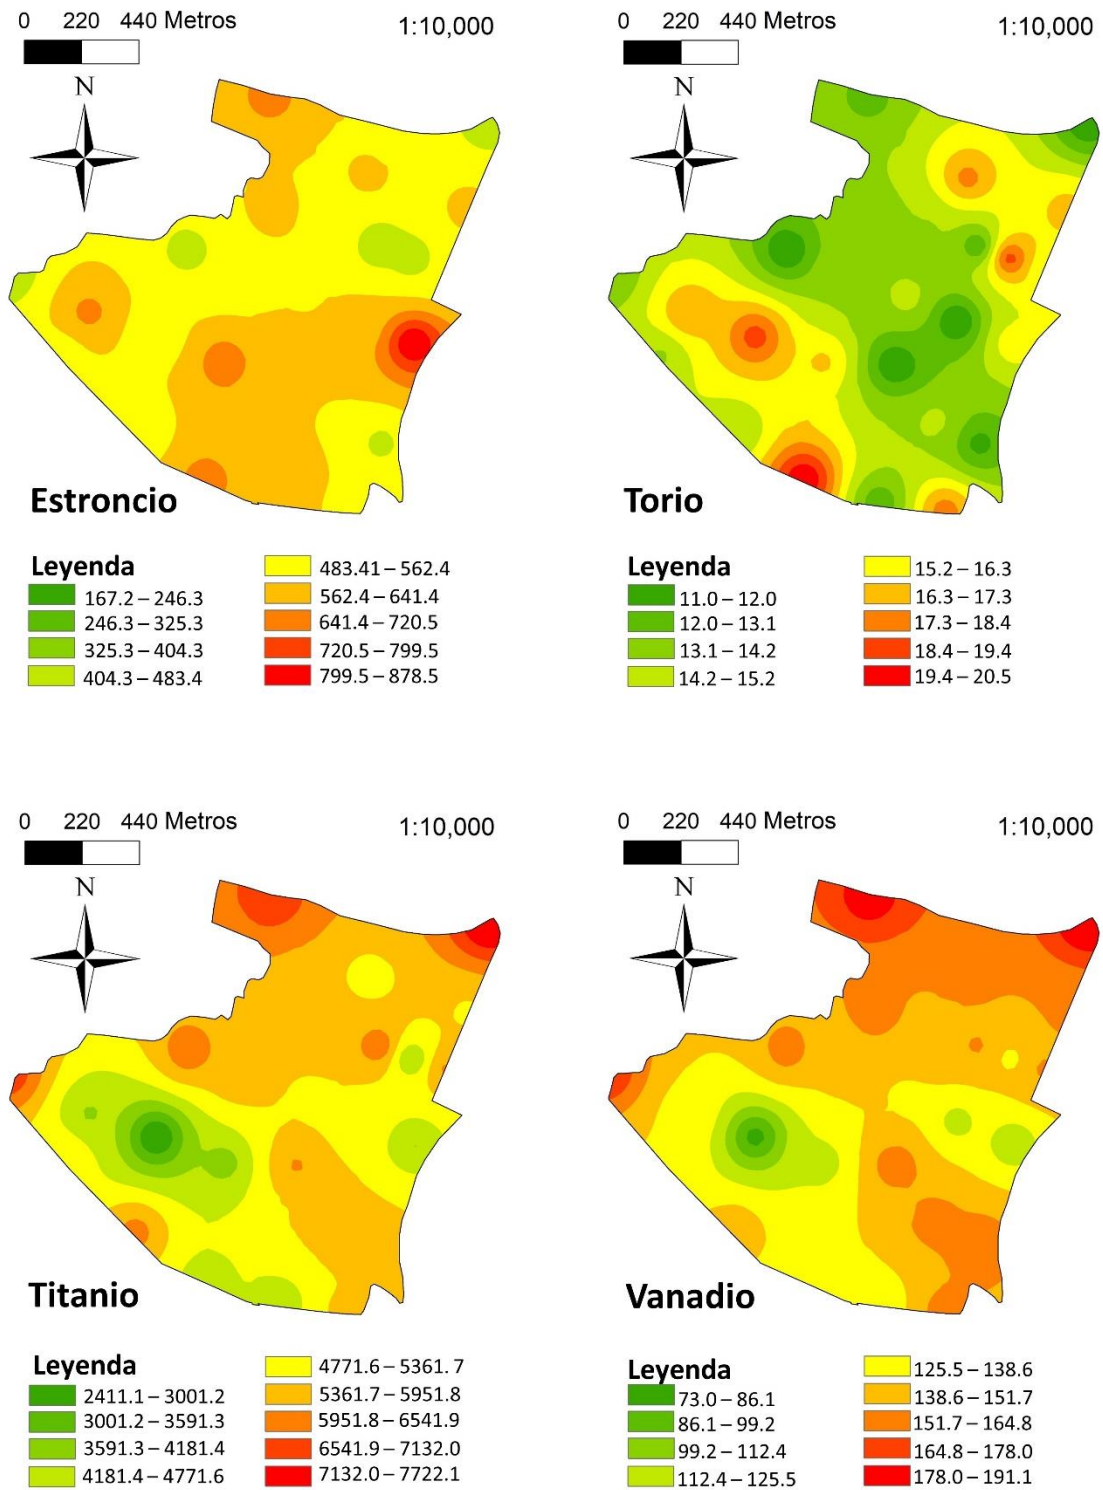 0 220 440 Metros 1:10,000
N
Estroncio
Leyenda
167.2 – 246.3
246.3 – 325.3
325.3 – 404.3
404.3 – 483.4
483.41 – 562.4
562.4 – 641.4
641.4 – 720.5
720.5 – 799.5
799.5 – 878.5
0 220 440 Metros 1:10,000
N
Torio
Leyenda
11.0 – 12.0
12.0 – 13.1
13.1 – 14.2
14.2 – 15.2
15.2 – 16.3
16.3 – 17.3
17.3 – 18.4
18.4 – 19.4
19.4 – 20.5
0 220 440 Metros 1:10,000
N
Titanio
Leyenda
2411.1 – 3001.2
3001.2 – 3591.3
3591.3 – 4181.4
4181.4 – 4771.6
4771.6 – 5361. 7
5361.7 – 5951.8
5951.8 – 6541.9
6541.9 – 7132.0
7132.0 – 7722.1
0 220 440 Metros 1:10,000
N
Vanadio
Leyenda
73.0 – 86.1
86.1 – 99.2
99.2 – 112.4
112.4 – 125.5
125.5 – 138.6
138.6 – 151.7
151.7 – 164.8
164.8 – 178.0
178.0 – 191.1